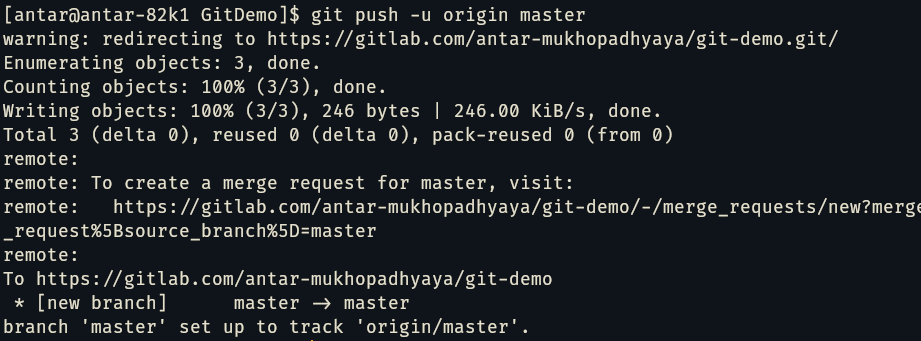 [antar@antar-82k1 GitDemo]$ git push -u origin master
warning: redirecting to https://gitlab.com/antar-mukhopadhyaya/git-demo.git/
Enumerating objects: 3, done.
Counting objects: 100% (3/3), done.
Writing objects: 100% (3/3), 246 bytes | 246.00 KiB/s, done.
Total 3 (delta 0), reused 0 (delta 0), pack-reused 0 (from 0)
remote:
remote: To create a merge request for master, visit:
remote:   https://gitlab.com/antar-mukhopadhyaya/git-demo/-/merge_requests/new?merge
_request%5Bsource_branch%5D=master
remote:
To https://gitlab.com/antar-mukhopadhyaya/git-demo
 * [new branch]      master -> master
branch 'master' set up to track 'origin/master'.